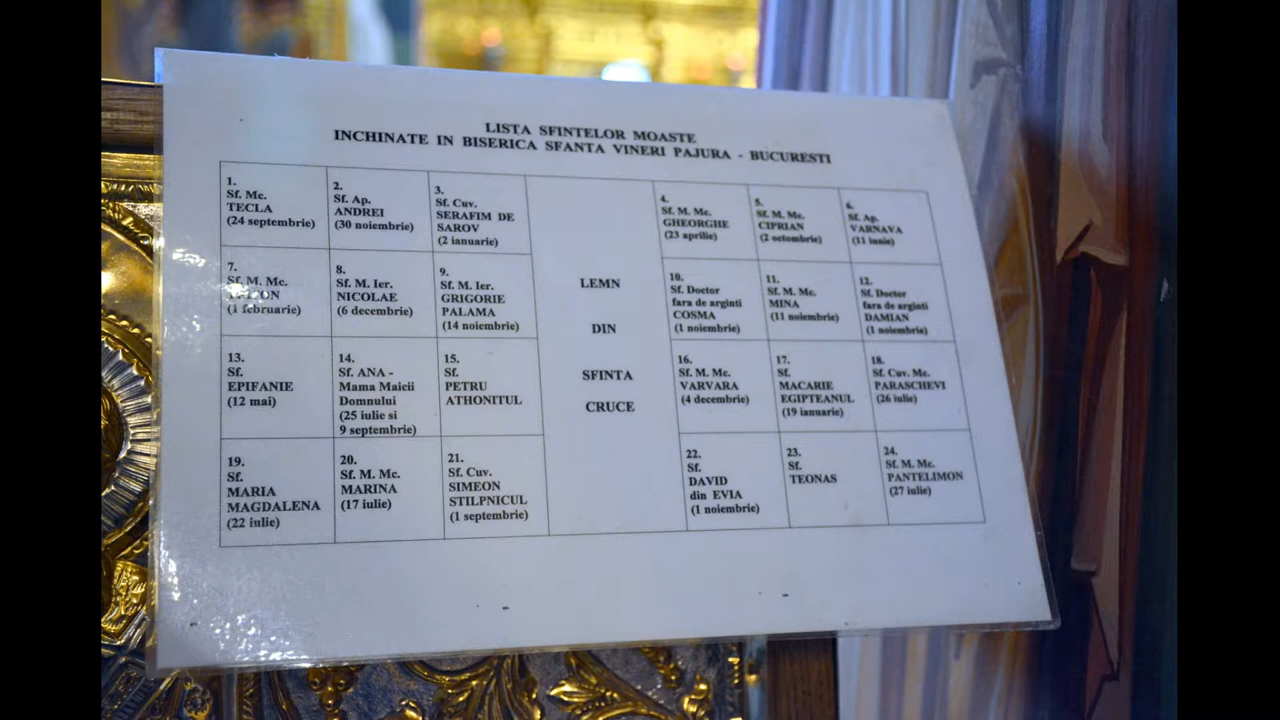 LISTA SFINTELOR MOASTE
INCHINATE IN BISERICA SFANTA VINERI PAJURA - BUCURESTI
1.
Sf. Mc.
TECLA
(24 septembrie)
2.
Sf. Ap.
ANDREI
(30 noiembrie)
3.
Sf. Cuv.
SERAFIM DE
SAROV
(2 ianuarie)
4.
Sf. M. Mc.
GHEORGHE
(23 aprilie)
5.
Sf. M. Mc.
CIPRIAN
(2 octombrie)
6.
Sf. Ap.
VARNAVA
(11 iunie)
7.
Sf. M. Mc.
(1 februarie)
8.
Sf. M. Ier.
NICOLAE
(6 decembrie)
9.
Sf. M. Ier.
GRIGORIE
PALAMA
(14 noiembrie)
LEMN
DIN
SFINTA
CRUCE
10.
Sf. Doctor
fara de arginti
COSMA
(1 noiembrie)
11.
Sf. M. Mc.
MINA
(11 noiembrie)
12.
Sf. Doctor
fara de arginti
DAMIAN
(1 noiembrie)
13.
Sf.
EPIFANIE
(12 mai)
14.
Sf. ANA -
Mama Maicii
Domnului
(25 iulie si
9 septembrie)
15.
Sf.
PETRU
ATHONITUL
16.
Sf. M. Mc.
VARVARA
(4 decembrie)
17.
Sf.
MACARIE
EGIPTEANUL
(19 ianuarie)
18.
Sf. Cuv. Mc.
PARASCHEVI
(26 iulie)
19.
Sf.
MARIA
MAGDALENA
(22 iulie)
20.
Sf. M. Mc.
MARINA
(17 iulie)
21.
Sf. Cuv.
SIMEON
STILPNICUL
(1 septembrie)
22.
Sf.
DAVID
din EVIA
(1 noiembrie)
23.
Sf.
TEONAS
24.
Sf. M. Mc.
PANTELIMON
(27 iulie)